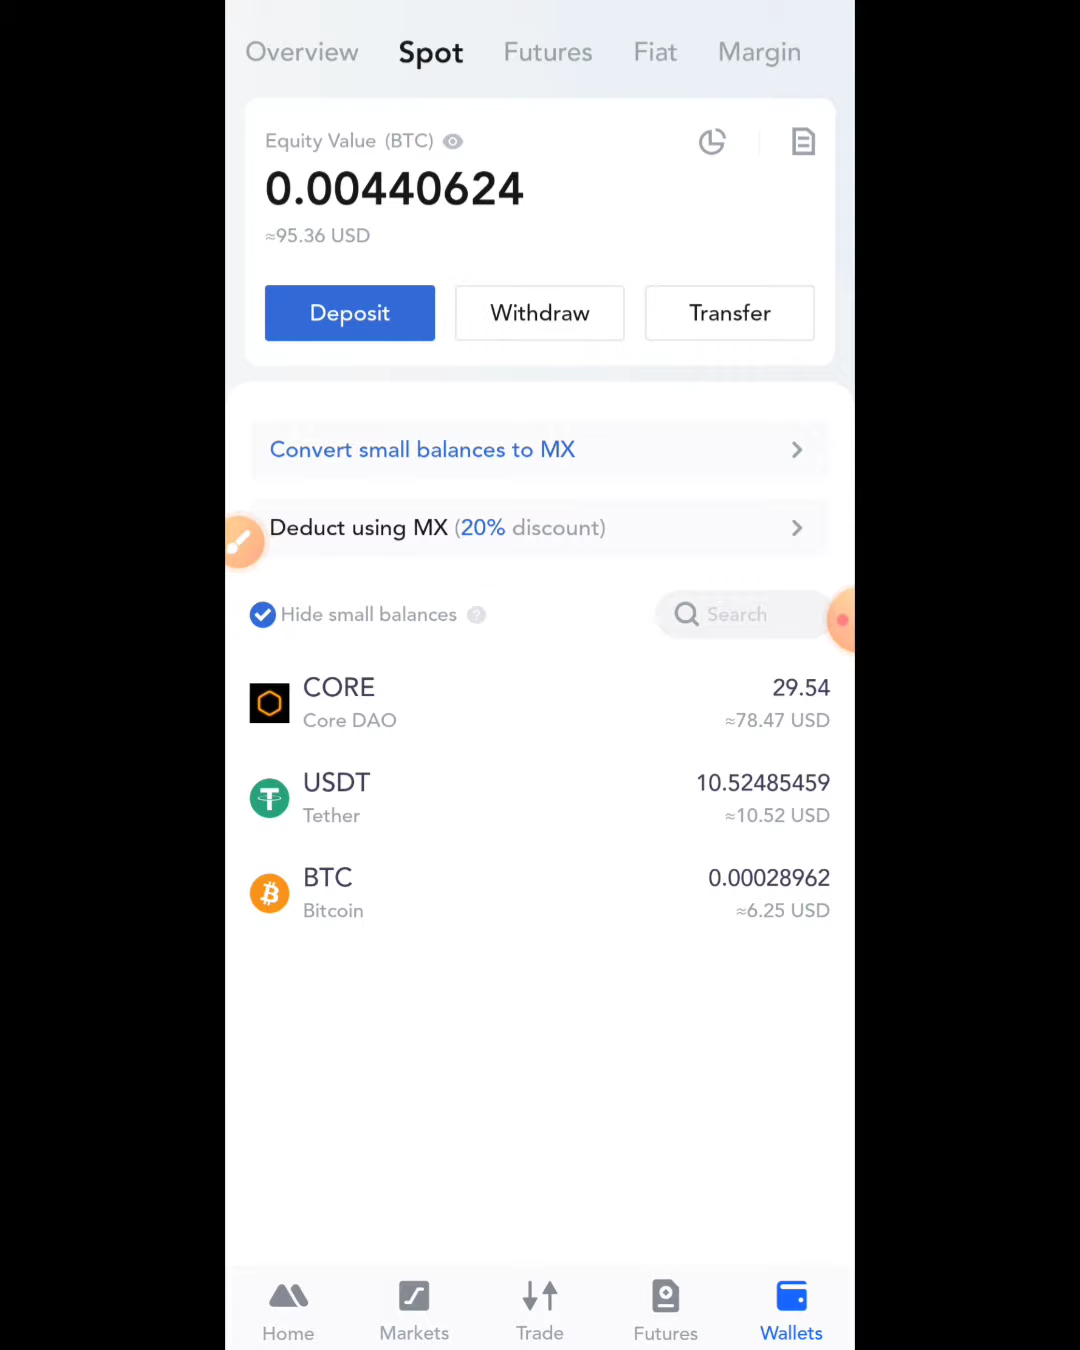 Overview Spot Futures Fiat Margin
Equity Value (BTC)
0.00440624
≈95.36 USD
Deposit Withdraw Transfer
Convert small balances to MX
Deduct using MX (20% discount)
Hide small balances ? Search
CORE 29.54
Core DAO ≈78.47 USD
USDT 10.52485459
Tether ≈10.52 USD
BTC 0.00028962
Bitcoin ≈6.25 USD
Home Markets Trade Futures Wallets